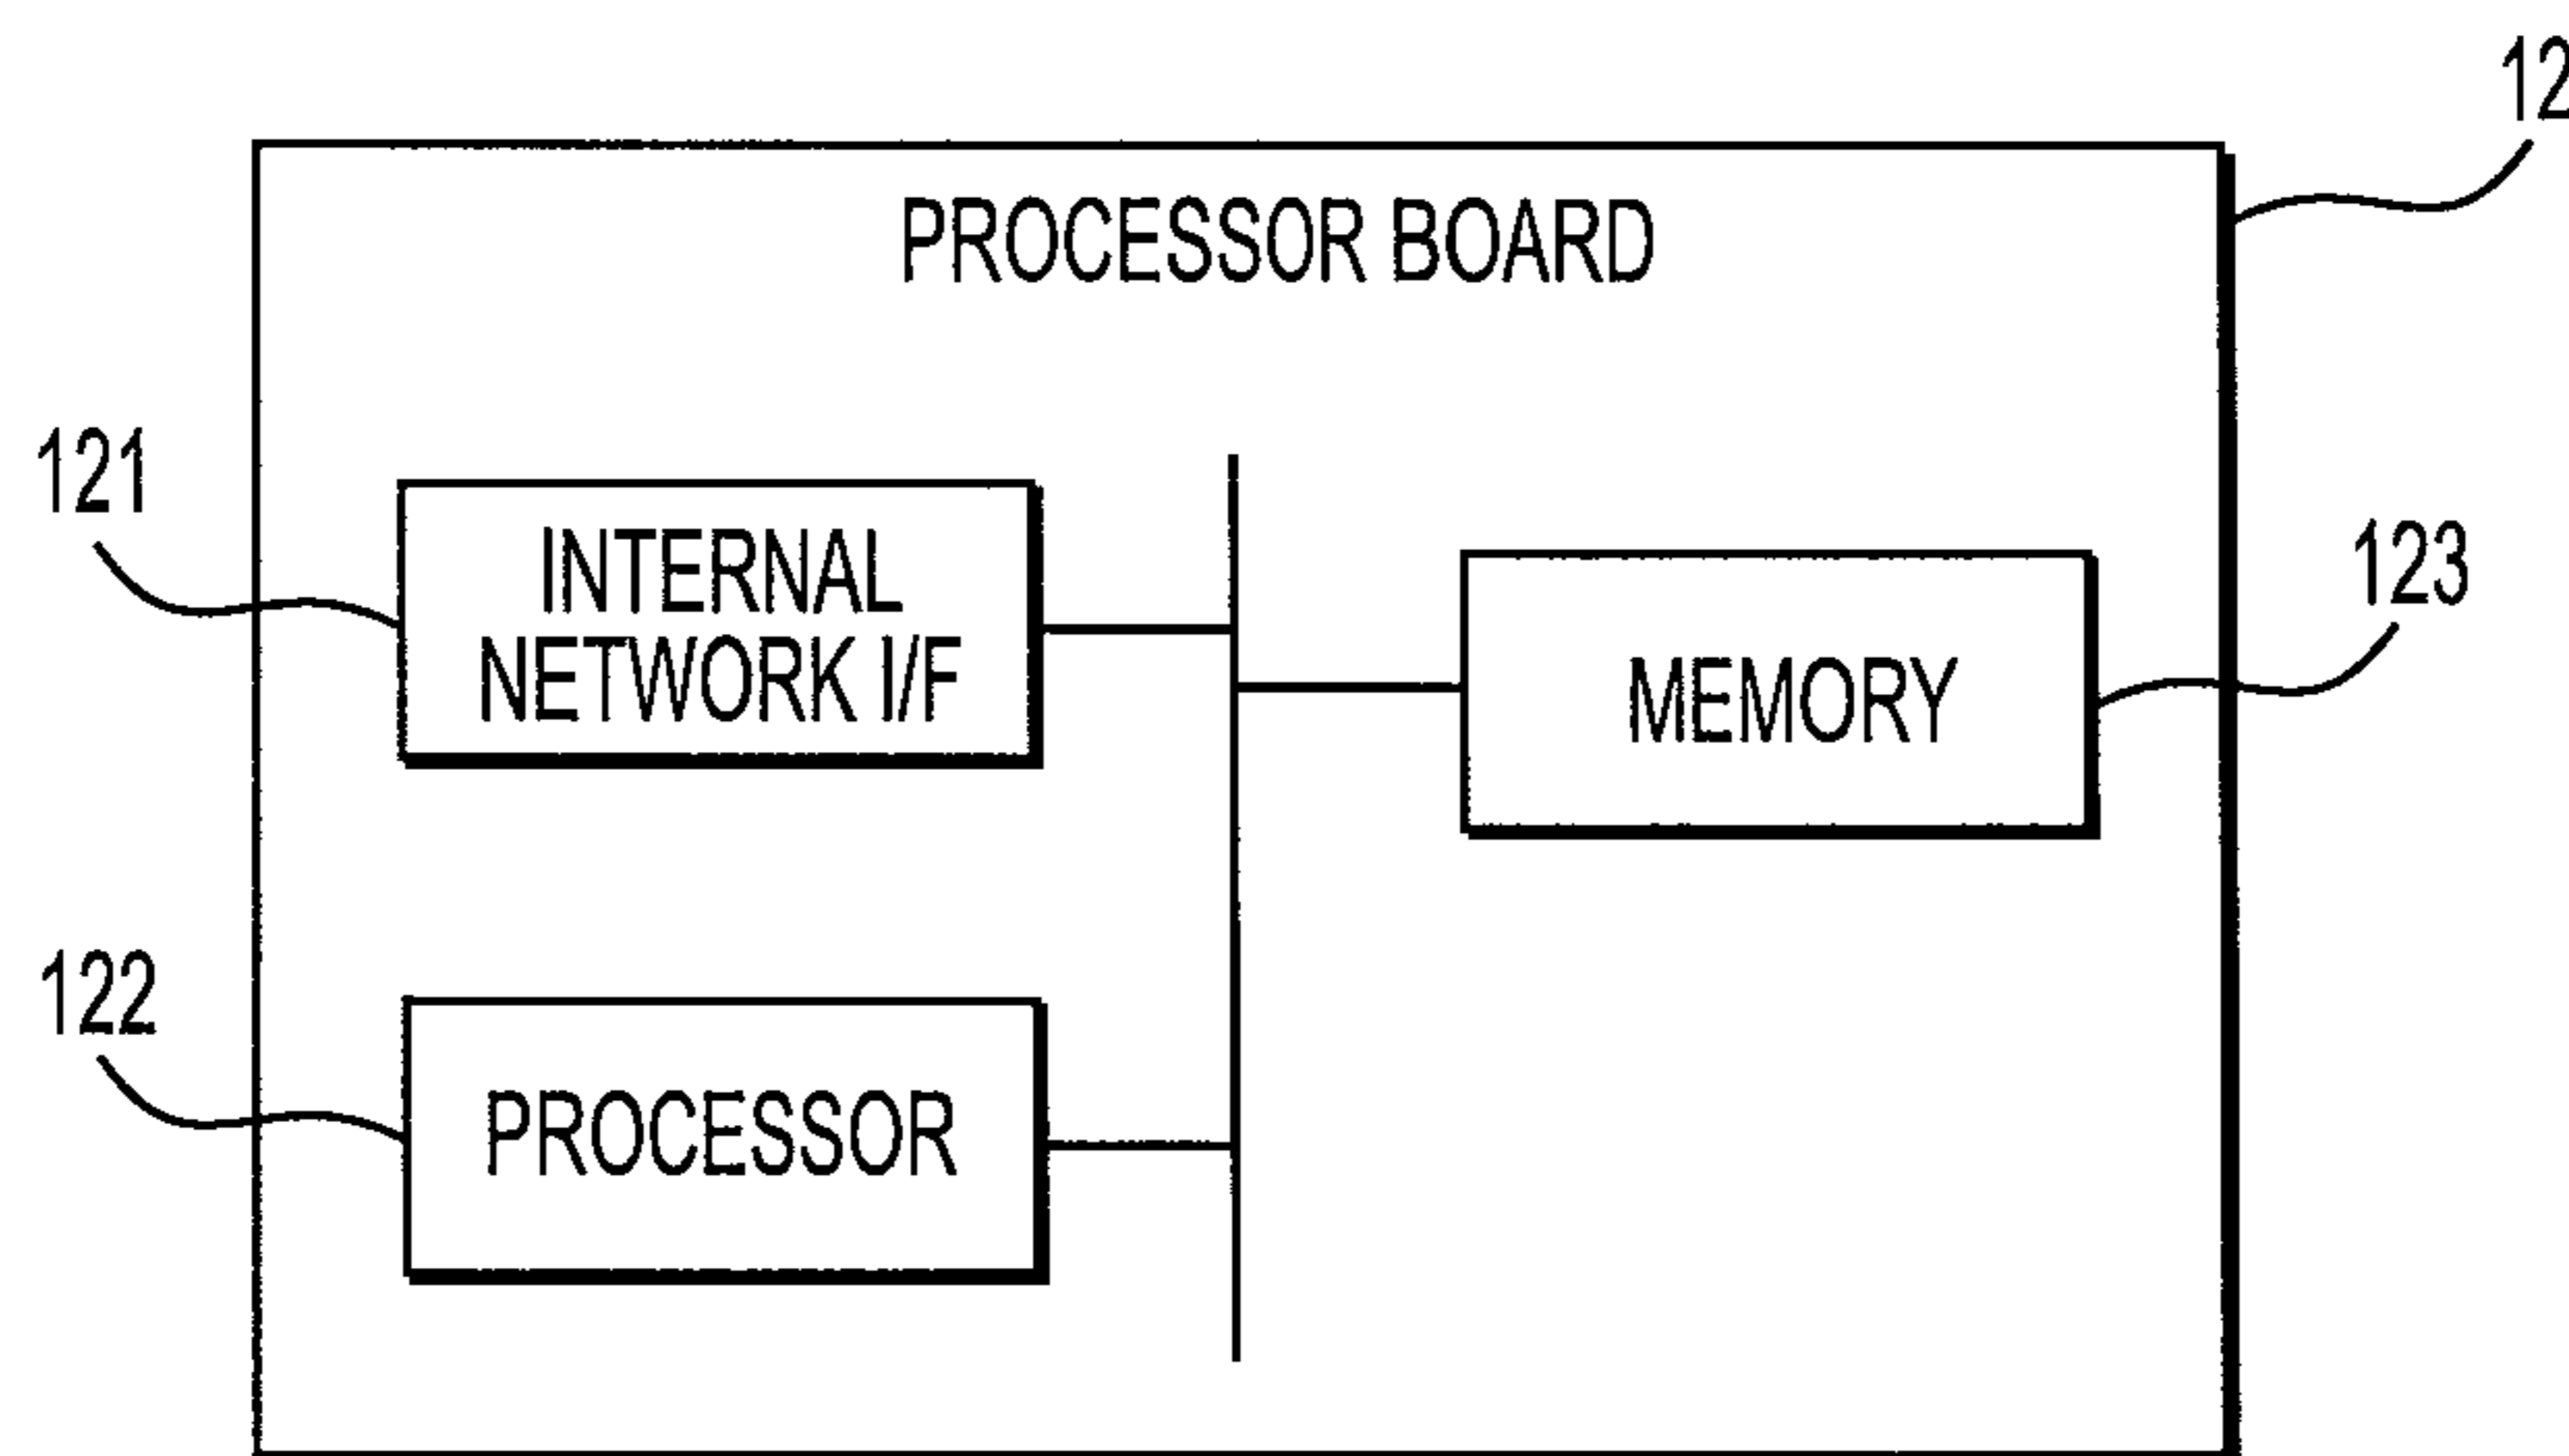 12
PROCESSOR BOARD
121
INTERNAL
NETWORK I/F
123
MEMORY
122
PROCESSOR